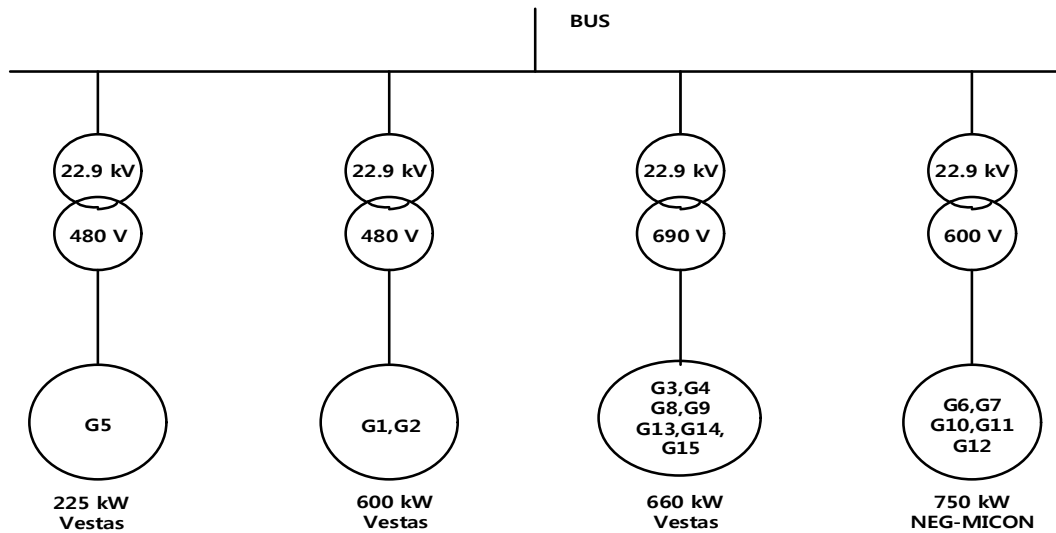 BUS
22.9 kV
22.9 kV
22.9 kV
22.9 kV
480 V
480 V
690 V
600 V
G5
G1,G2
G3,G4
G8,G9
G13,G14,
G15
G6,G7
G10,G11
G12
225 kW
Vestas
600 kW
Vestas
660 kW
Vestas
750 kW
NEG-MICON